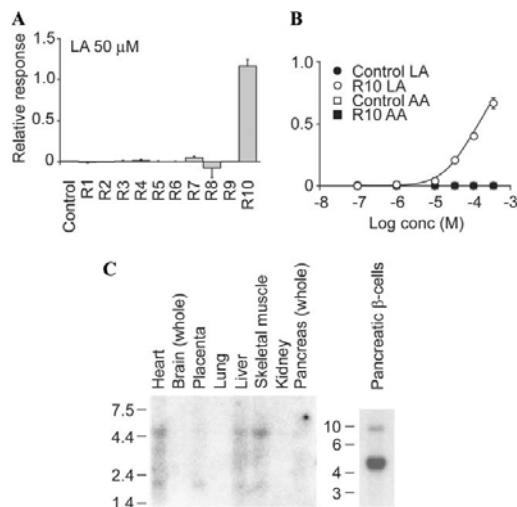 A
LA 50 μM
Relative response
1.5
1.0
0.5
0
Control
R1
R2
R3
R4
R5
R6
R7
R8
R9
R10
B
Control LA
R10 LA
Control AA
R10 AA
1.0
0.5
0
-8 -7 -6 -5 -4 -3
Log conc (M)
C
Heart
Brain (whole)
Placenta
Lung
Liver
Skeletal muscle
Kidney
Pancreas (whole)
Pancreatic β-cells
7.5
4.4
2.4
1.4
10
6
4
3